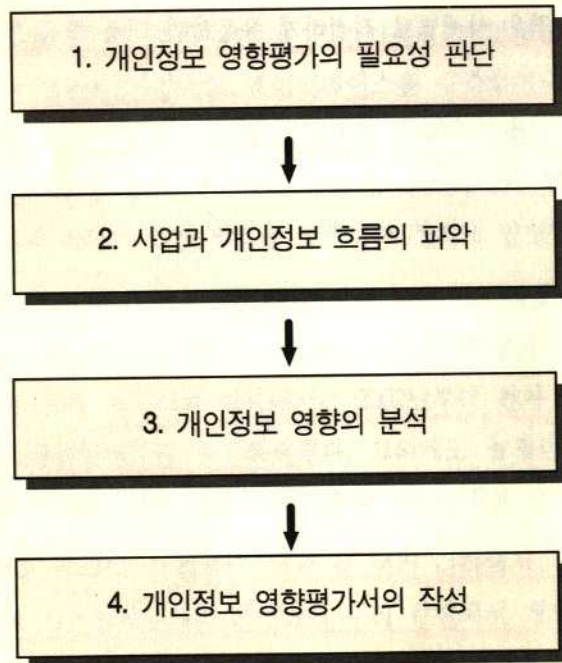 1. 개인정보 영향평가의 필요성 판단
2. 사업과 개인정보 흐름의 파악
3. 개인정보 영향의 분석
4. 개인정보 영향평가서의 작성